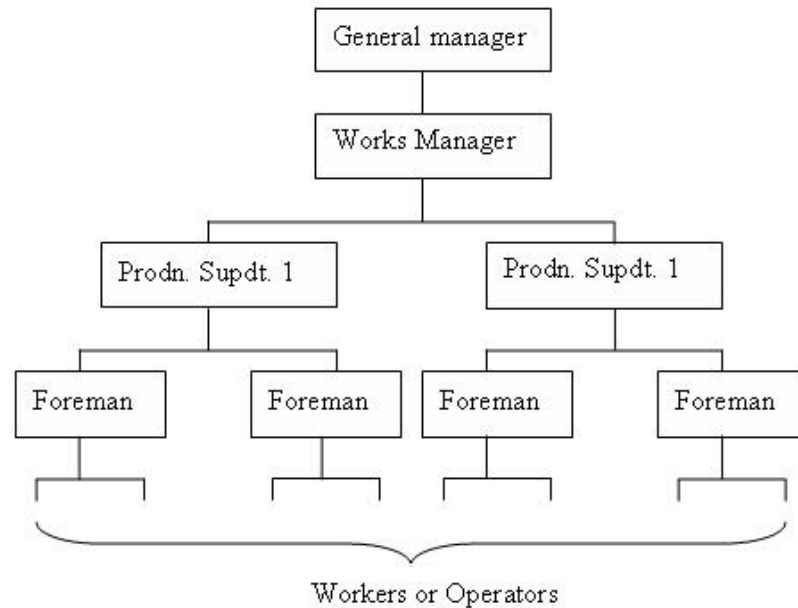 General manager
Works Manager
Prodn. Supdt. 1
Prodn. Supdt. 1
Foreman
Foreman
Foreman
Foreman
Workers or Operators